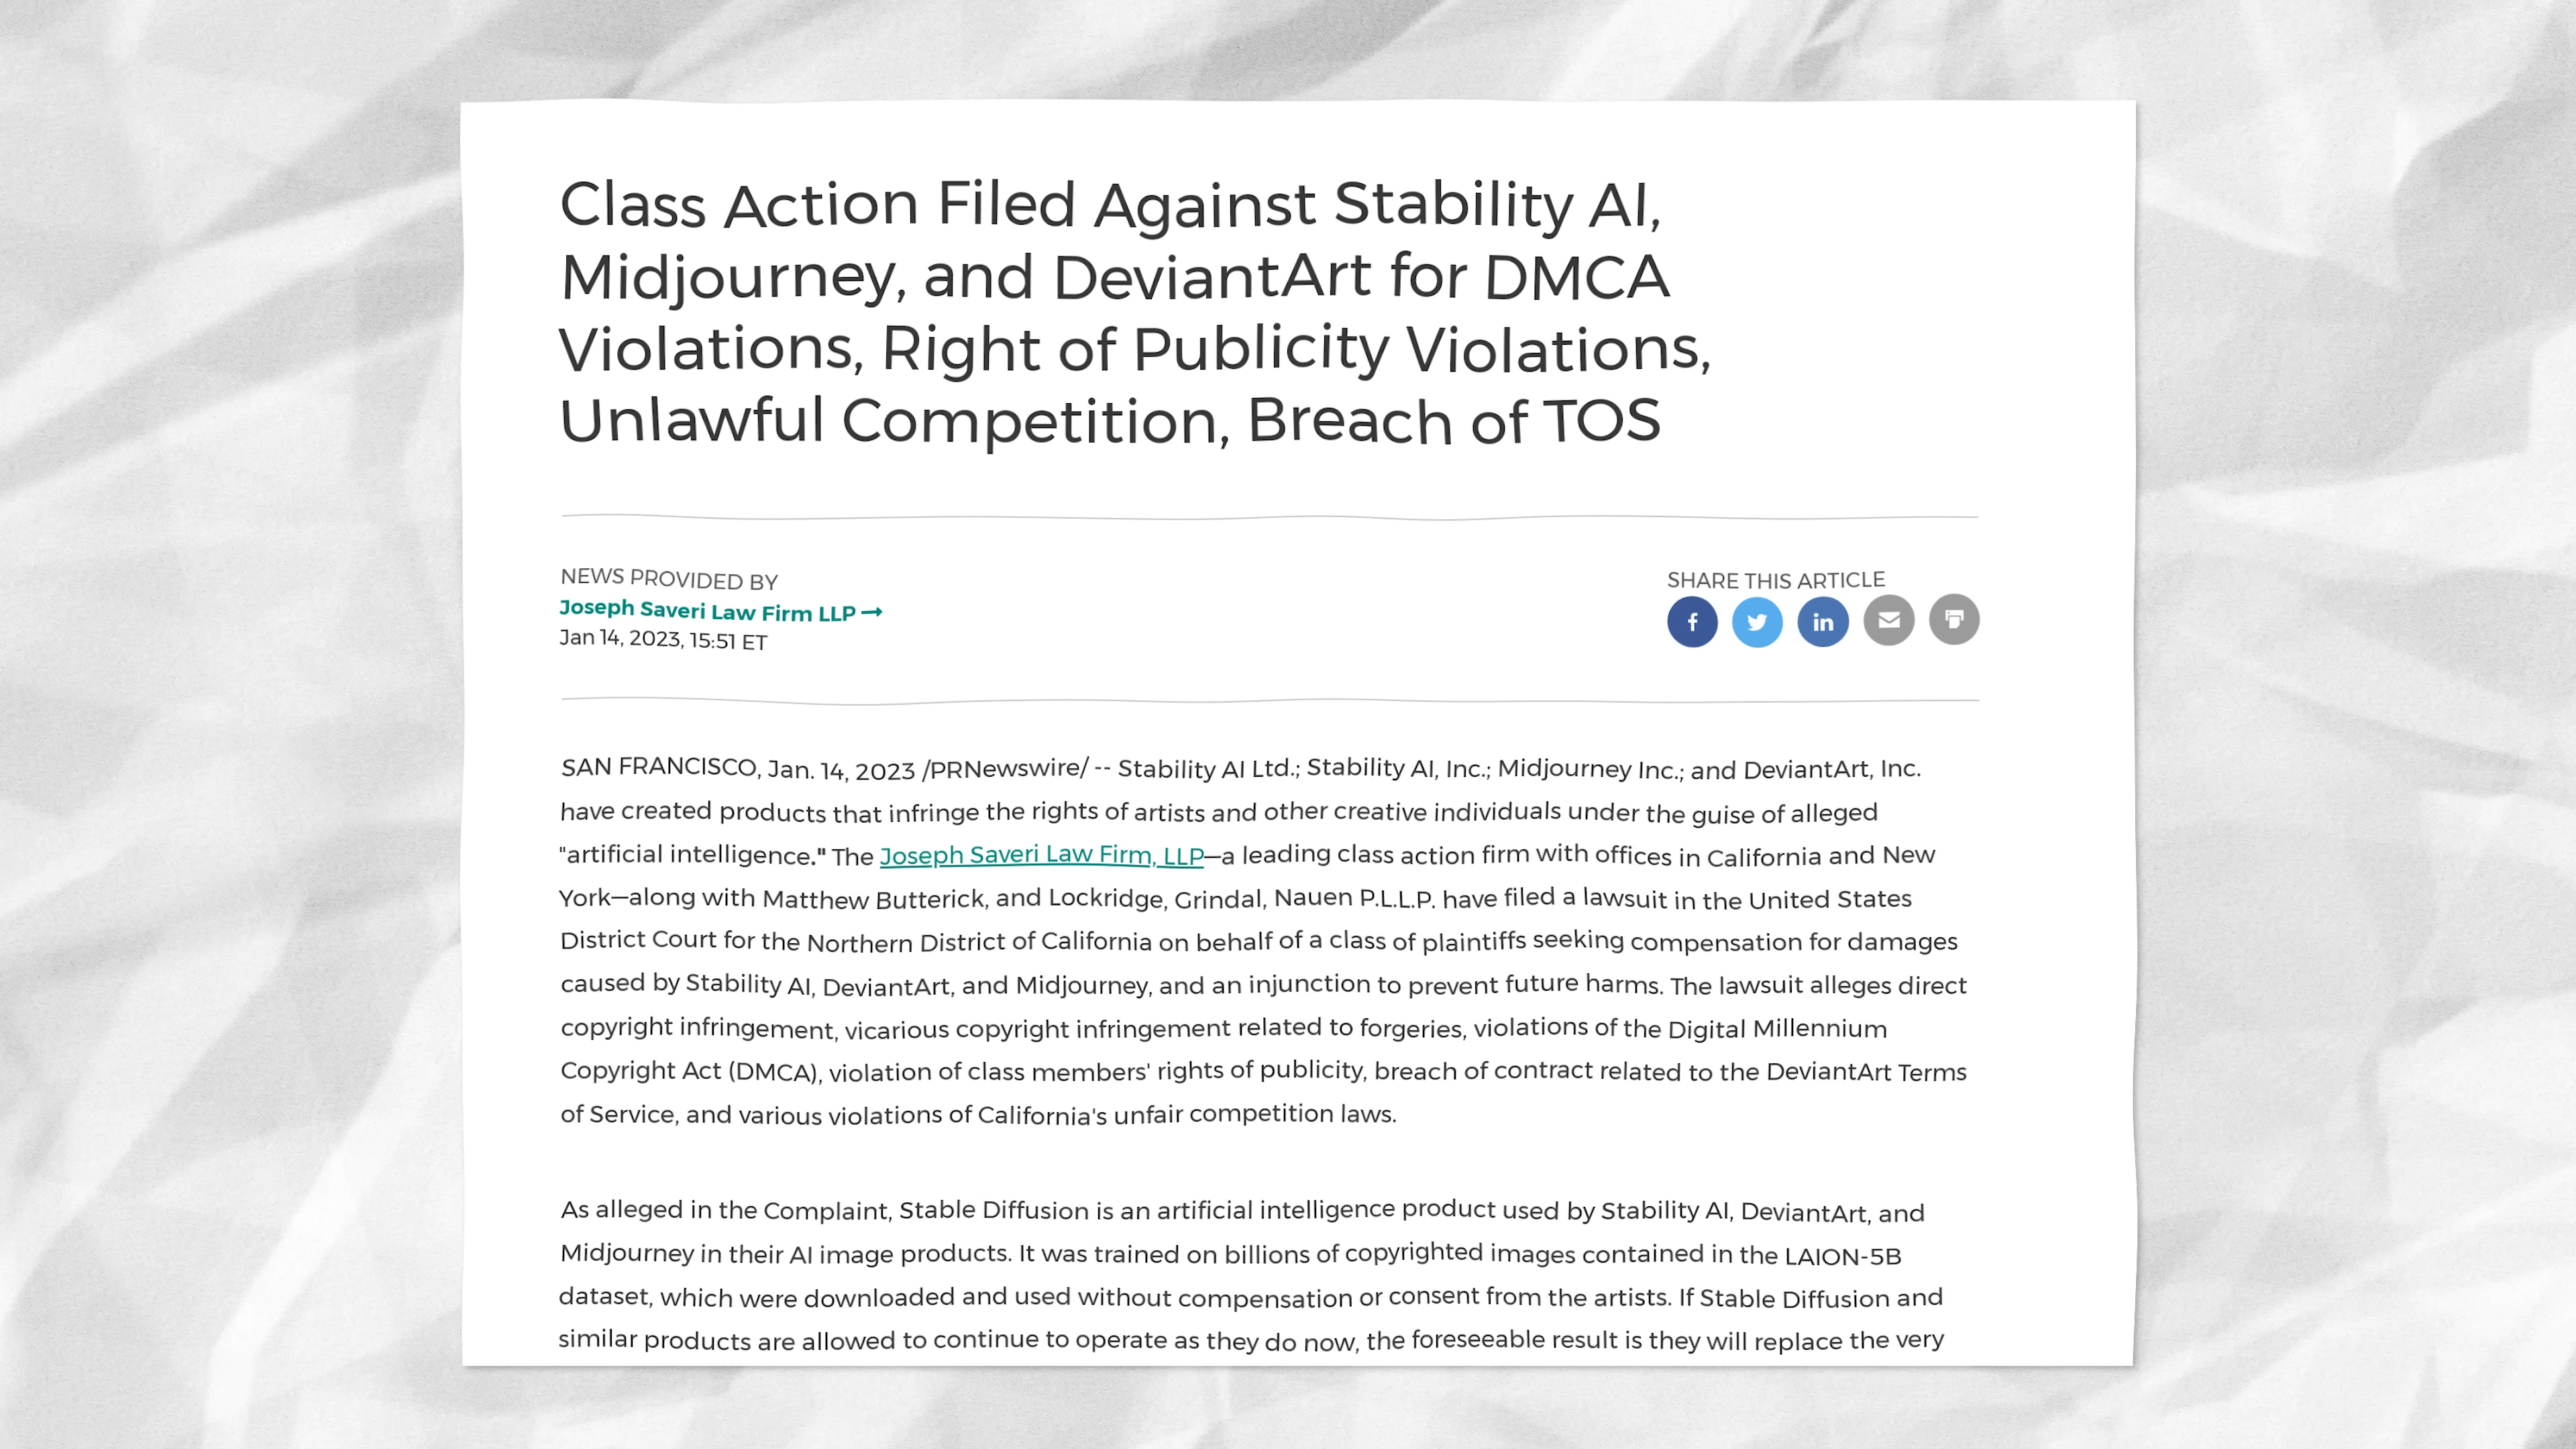 Class Action Filed Against Stability AI,
Midjourney, and DeviantArt for DMCA
Violations, Right of Publicity Violations,
Unlawful Competition, Breach of TOS
NEWS PROVIDED BY
Joseph Saveri Law Firm LLP →
Jan 14, 2023, 15:51 ET
SHARE THIS ARTICLE
SAN FRANCISCO, Jan. 14, 2023 /PRNewswire/ -- Stability AI Ltd.; Stability AI, Inc.; Midjourney Inc.; and DeviantArt, Inc.
have created products that infringe the rights of artists and other creative individuals under the guise of alleged
"artificial intelligence." The Joseph Saveri Law Firm, LLP—a leading class action firm with offices in California and New
York—along with Matthew Butterick, and Lockridge, Grindal, Nauen P.L.L.P. have filed a lawsuit in the United States
District Court for the Northern District of California on behalf of a class of plaintiffs seeking compensation for damages
caused by Stability AI, DeviantArt, and Midjourney, and an injunction to prevent future harms. The lawsuit alleges direct
copyright infringement, vicarious copyright infringement related to forgeries, violations of the Digital Millennium
Copyright Act (DMCA), violation of class members' rights of publicity, breach of contract related to the DeviantArt Terms
of Service, and various violations of California's unfair competition laws.
As alleged in the Complaint, Stable Diffusion is an artificial intelligence product used by Stability AI, DeviantArt, and
Midjourney in their AI image products. It was trained on billions of copyrighted images contained in the LAION-5B
dataset, which were downloaded and used without compensation or consent from the artists. If Stable Diffusion and
similar products are allowed to continue to operate as they do now, the foreseeable result is they will replace the very